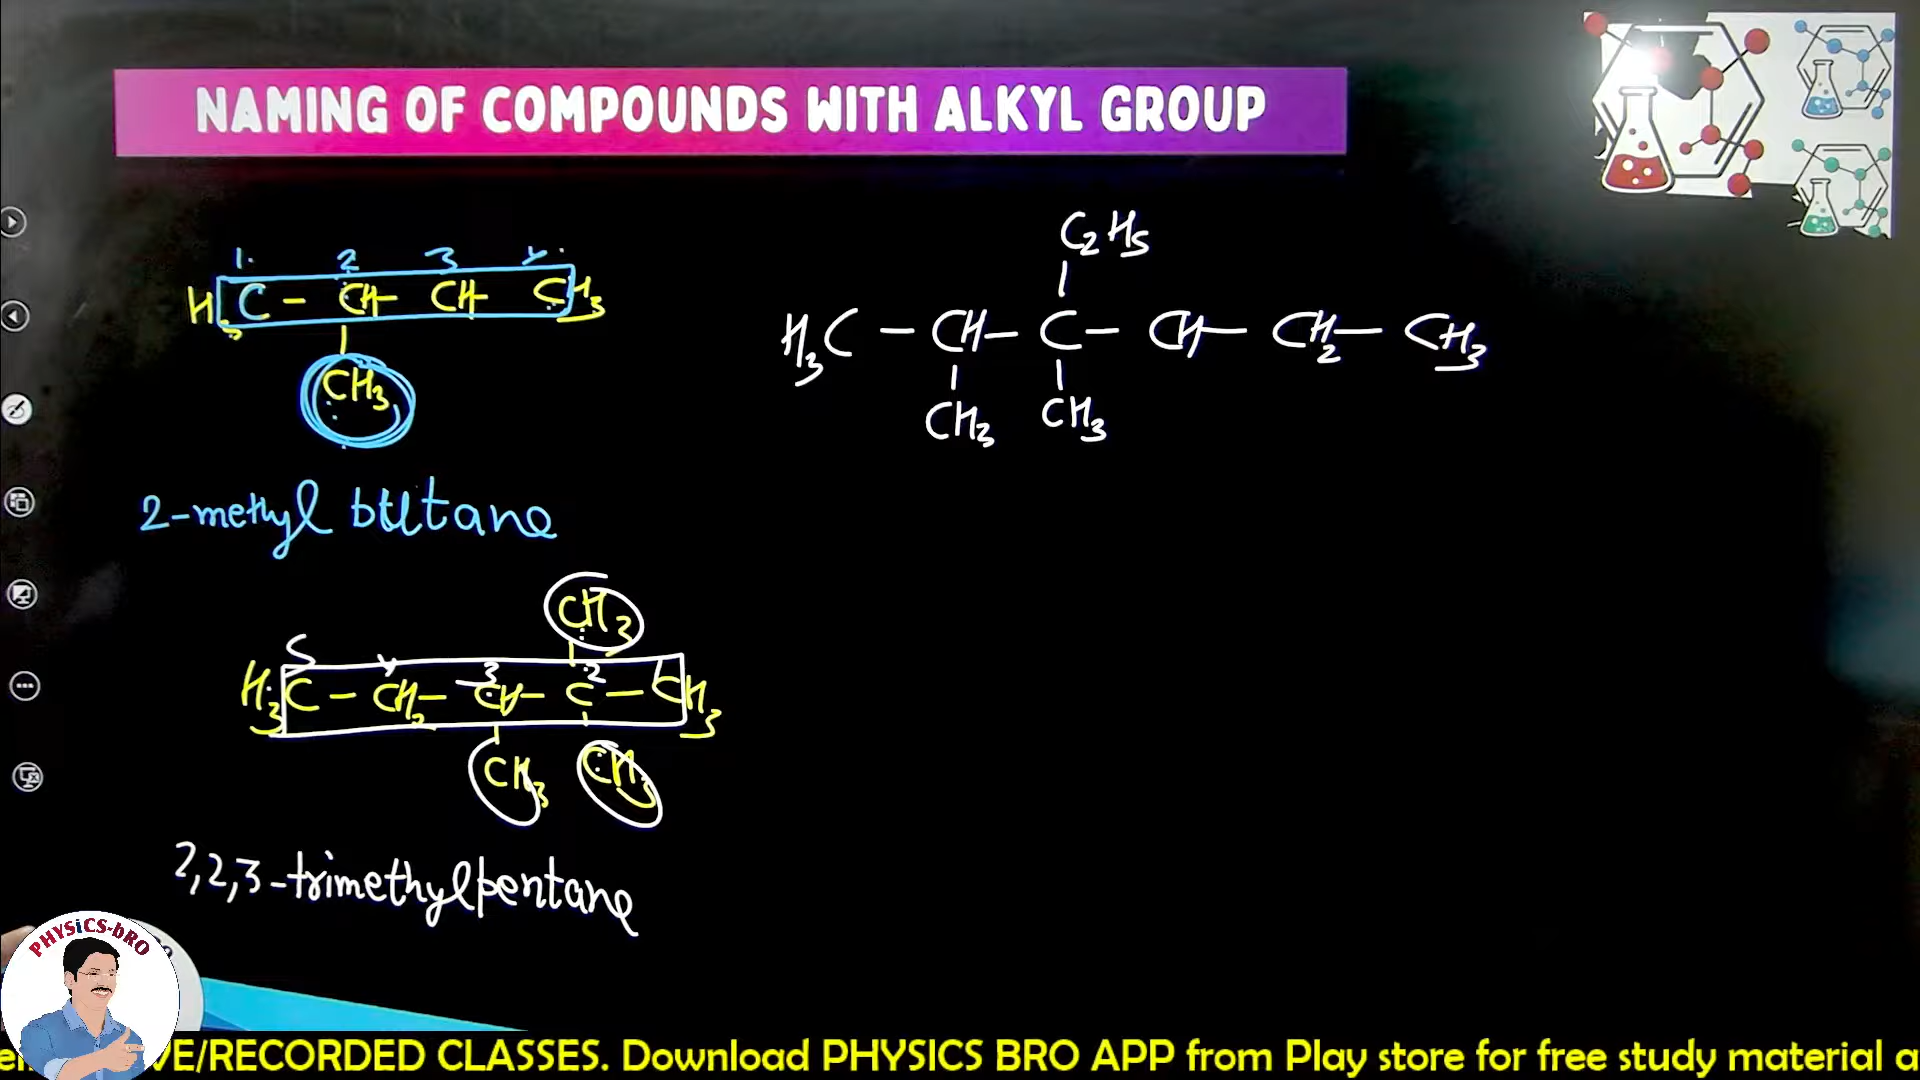 NAMING OF COMPOUNDS WITH ALKYL GROUP
1 2 3 4
H3C - CH - CH CH3
CH3
2-methyl butane
CH3
5 4 3 2 1
H3C - CH2 - CH - C - CH3
CH3 CH3
2,2,3-trimethylpentane
C2H5
H3C - CH - C - CH - CH2 - CH3
CH3 CH3
PHYSiCS-bRO
VE/RECORDED CLASSES. Download PHYSICS BRO APP from Play store for free study material a